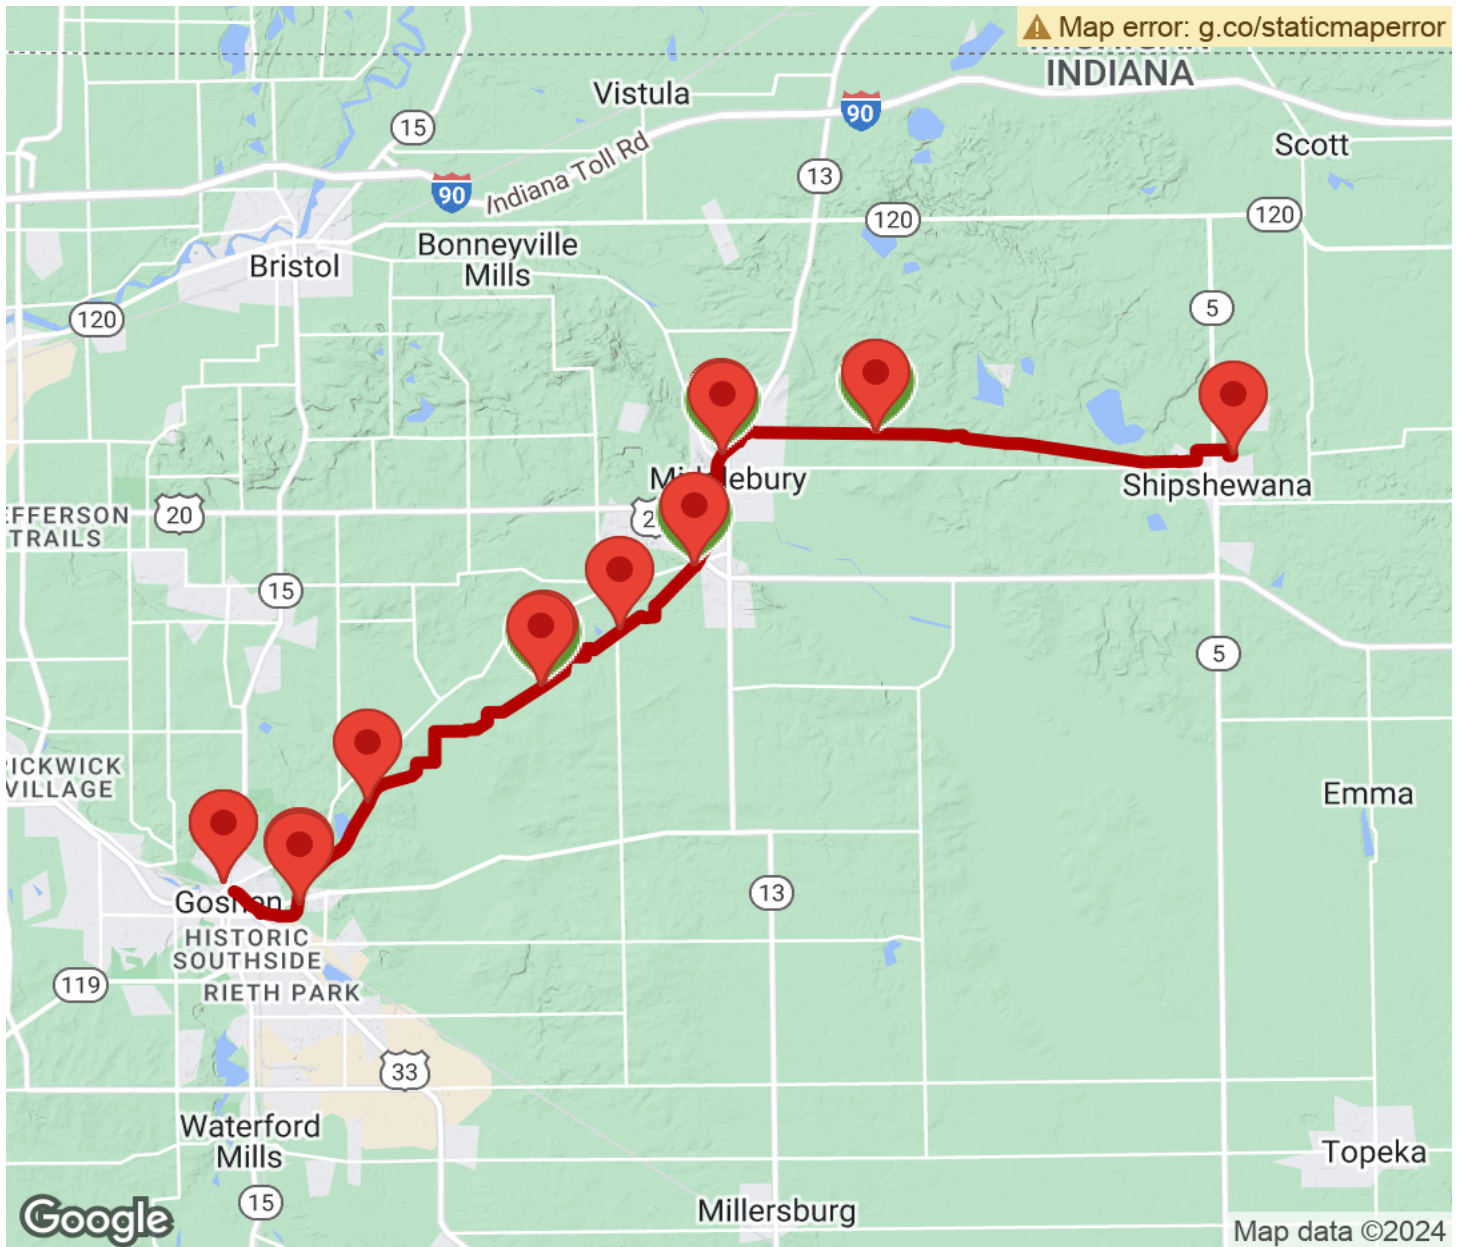 Map error: g.co/staticmaperror
INDIANA
Vistula
90
15
Scott
Indiana Toll Rd
13
90
120
120
Bonneyville
Mills
Bristol
5
120
Shipshewana
20
EFFERSON
TRAILS
15
5
ICKWICK
VILLAGE
Emma
13
HISTORIC
SOUTHSIDE
119
RIETH PARK
33
Waterford
Mills
Topeka
15
Millersburg
Google
Map data ©2024